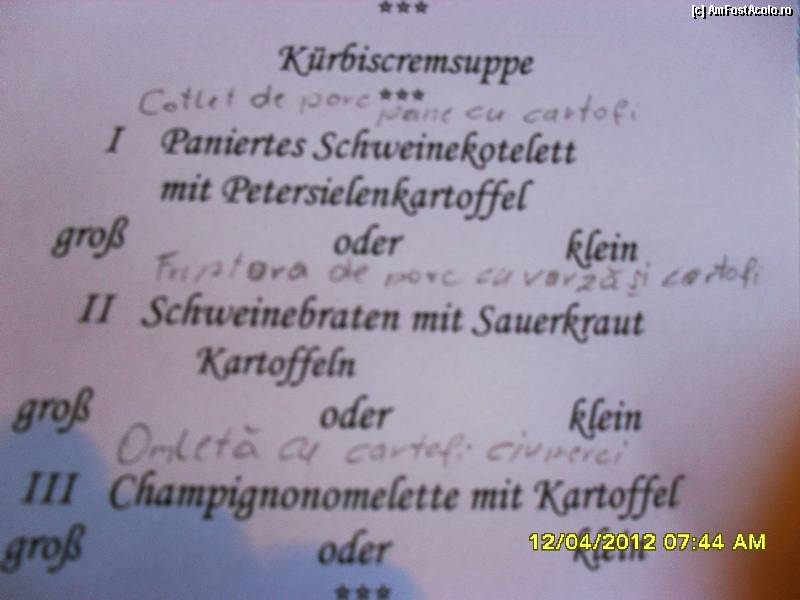 ***
[c] AmFostAcolo.ro
Kürbiscremsuppe
***
Cotlet de porc pane cu cartofi
I Paniertes Schweinekotelett
mit Petersielenkartoffel
groß oder klein
Friptora de porc cu varză și cartofi
II Schweinebraten mit Sauerkraut
Kartoffeln
groß oder klein
Omletă cu cartofi ciuperci
III Champignonomelette mit Kartoffel
groß oder klein
12/04/2012 07:44 AM
***